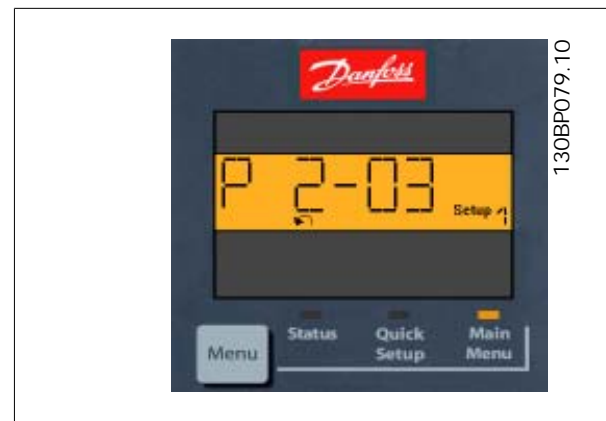 Danfoss
130BP079.10
P 2-03
Setup 1
Status
Quick Setup
Main Menu
Menu